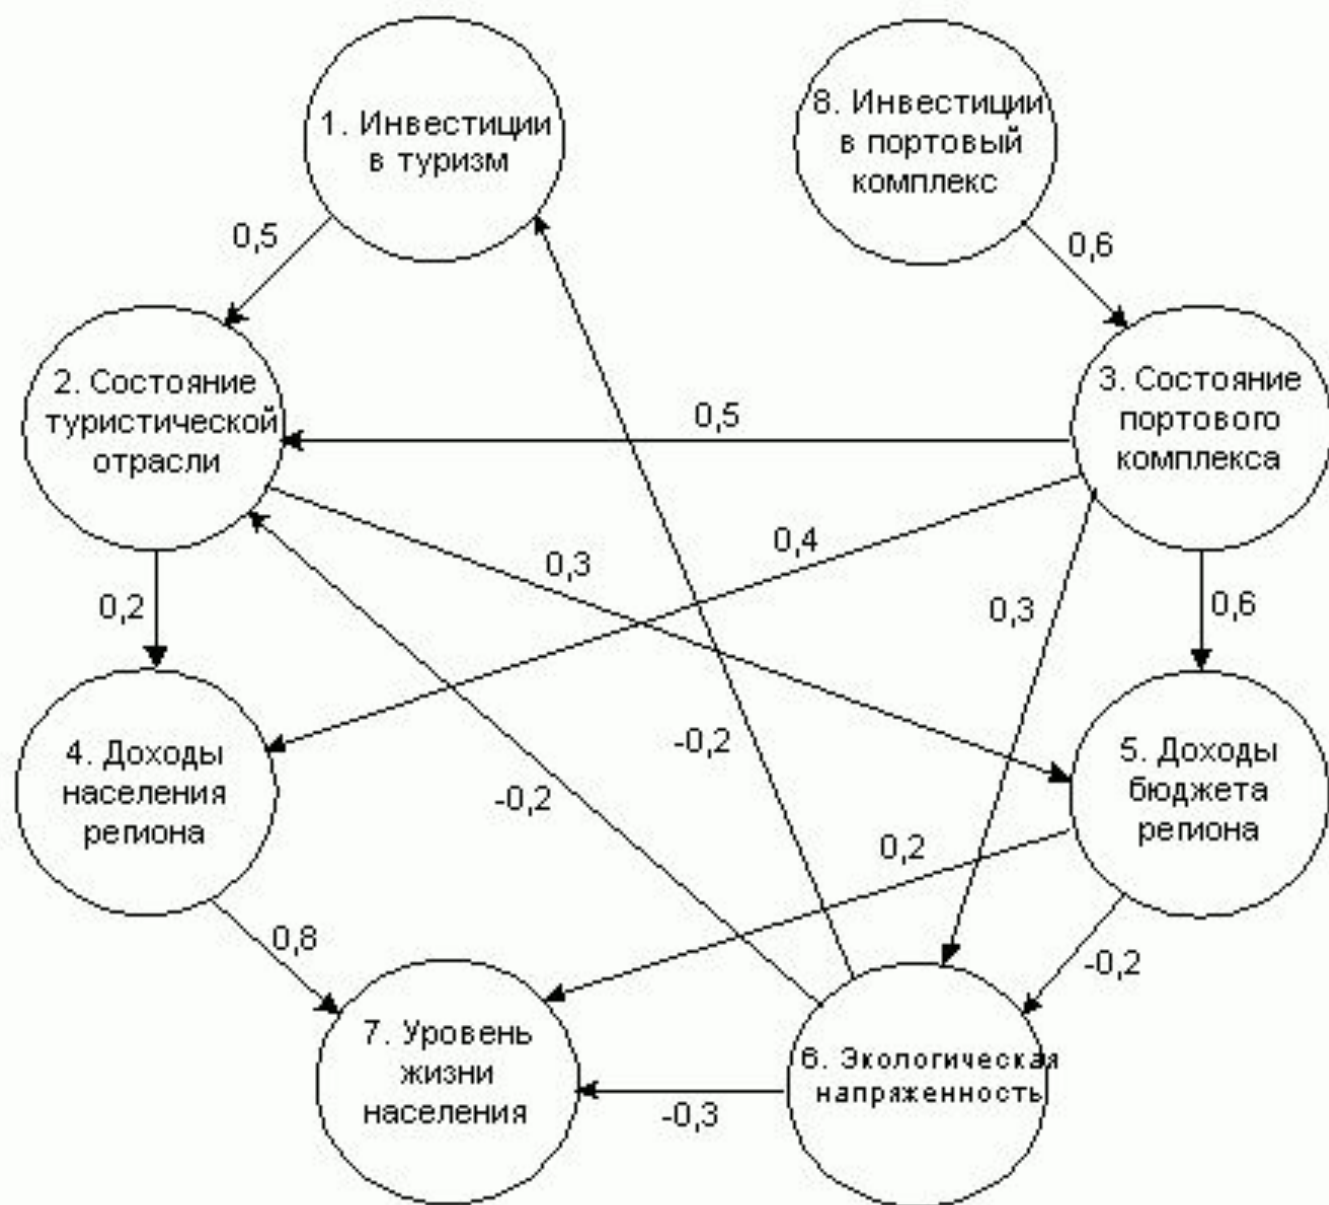 1. Инвестиции
в туризм
8. Инвестиции
в портовый
комплекс
0,5
0,6
2. Состояние
туристической
отрасли
3. Состояние
портового
комплекса
0,5
0,4
0,3
0,2
0,3
0,6
4. Доходы
населения
региона
-0,2
-0,2
5. Доходы
бюджета
региона
0,2
0,8
-0,2
7. Уровень
жизни
населения
6. Экологическая
напряженность
-0,3